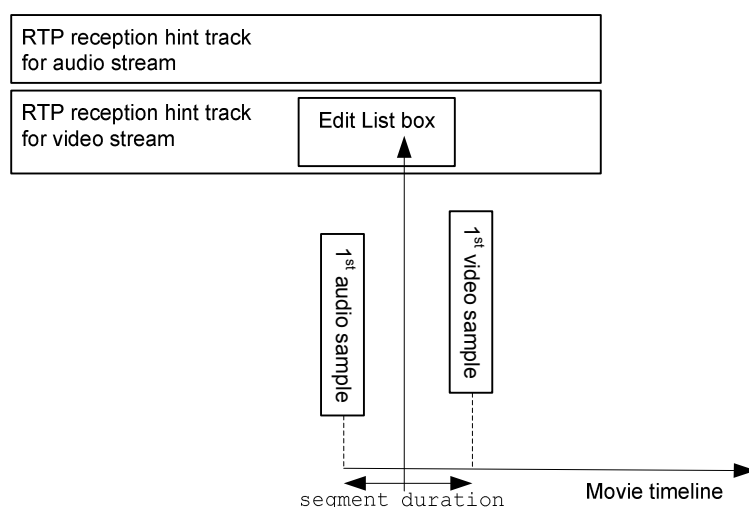 RTP reception hint track
for audio stream
RTP reception hint track
for video stream
Edit List box
1st audio sample
1st video sample
Movie timeline
segment duration